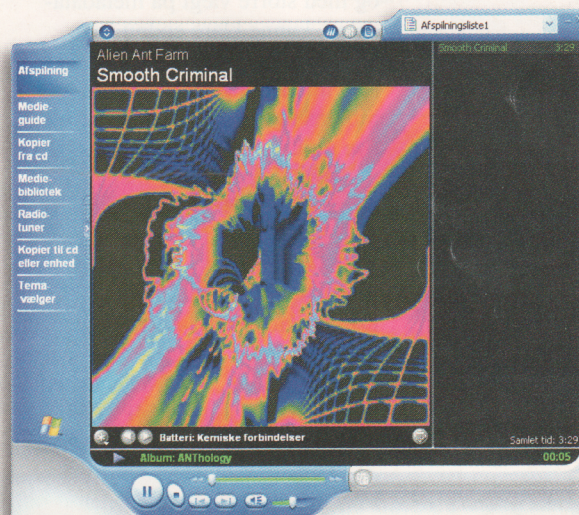 Afspilningsliste1
Alien Ant Farm
Smooth Criminal
Smooth Criminal 3:29
Afspilning
Medie-
guide
Kopier
fra cd
Medie-
bibliotek
Radio-
tuner
Kopier til cd
eller enhed
Tema-
vælger
Batteri: Kemiske forbindelser
Samlet tid: 3:29
Album: ANThology
00:05